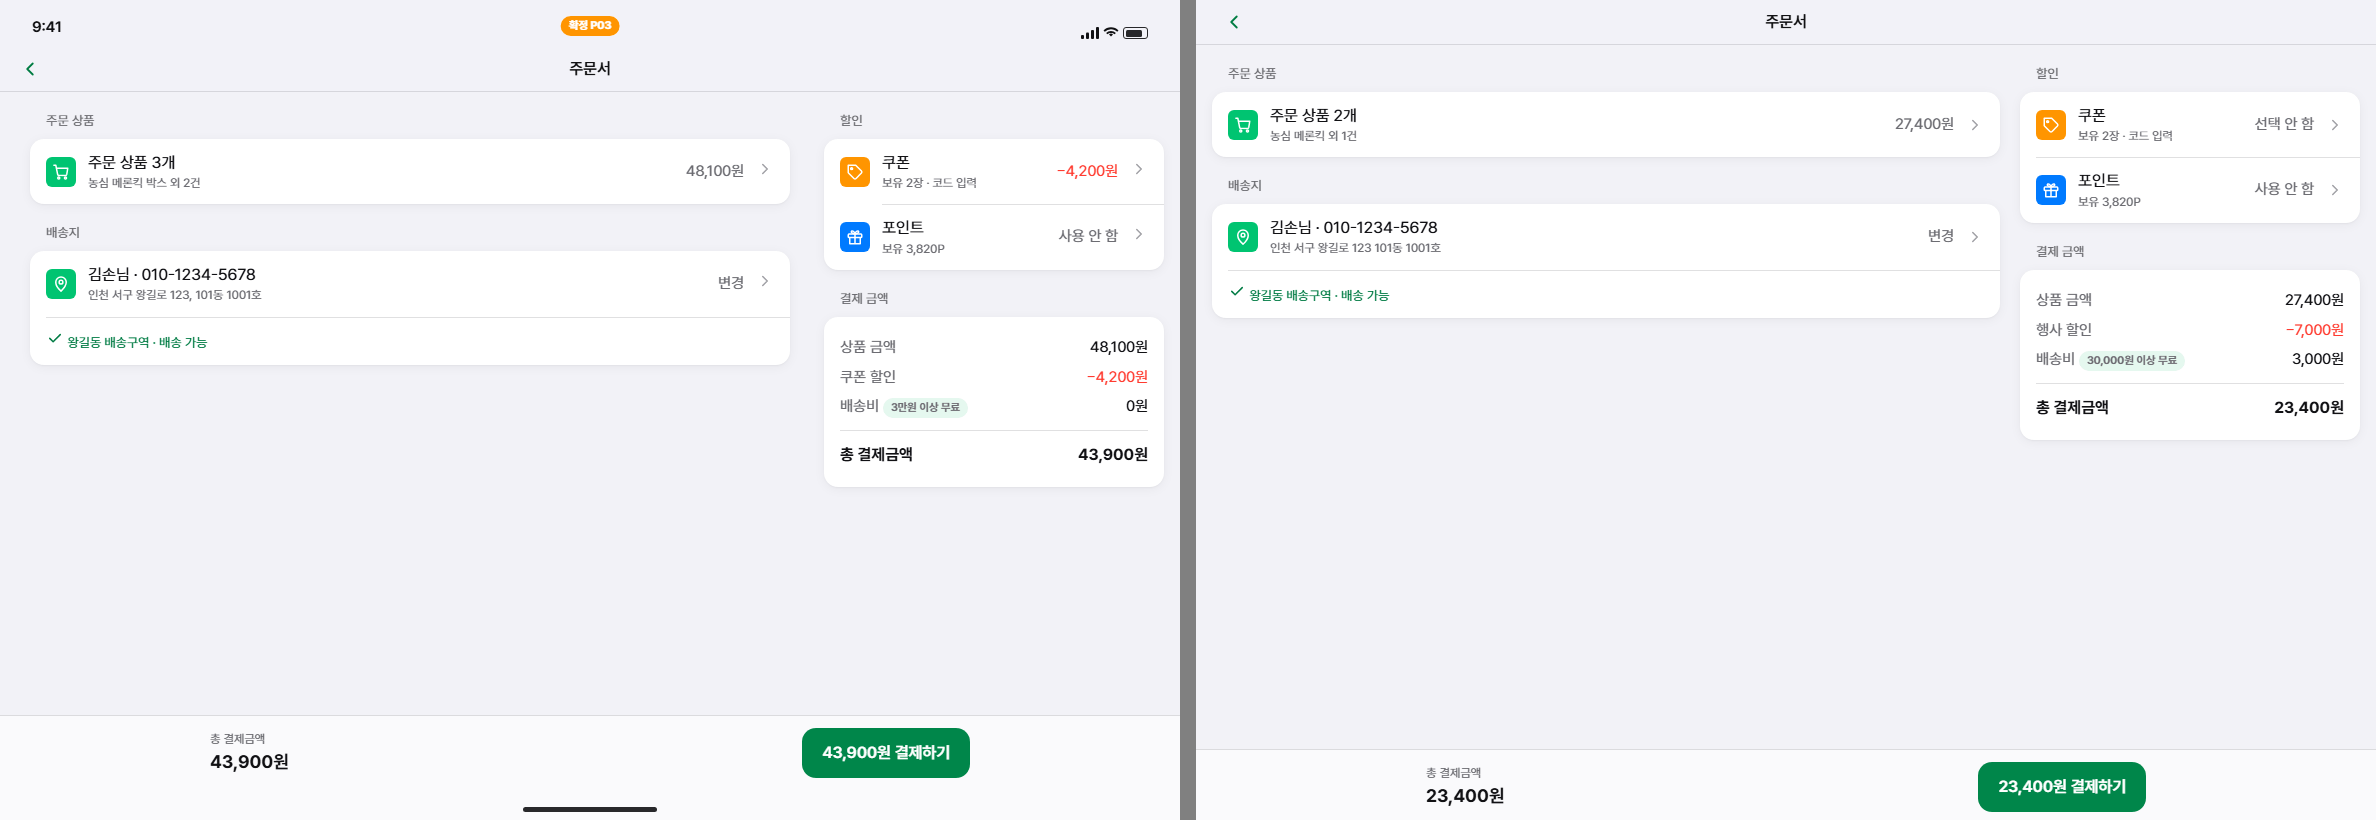 9:41
확정 P03
주문서
주문 상품
주문 상품 3개
농심 메론킥 박스 외 2건
48,100원
배송지
김손님 · 010-1234-5678
인천 서구 왕길로 123, 101동 1001호
변경
왕길동 배송구역 · 배송 가능
할인
쿠폰
보유 2장 · 코드 입력
−4,200원
포인트
보유 3,820P
사용 안 함
결제 금액
상품 금액 48,100원
쿠폰 할인 −4,200원
배송비 3만원 이상 무료 0원
총 결제금액 43,900원
총 결제금액
43,900원
43,900원 결제하기
주문서
주문 상품
주문 상품 2개
농심 메론킥 외 1건
27,400원
배송지
김손님 · 010-1234-5678
인천 서구 왕길로 123 101동 1001호
변경
왕길동 배송구역 · 배송 가능
할인
쿠폰
보유 2장 · 코드 입력
선택 안 함
포인트
보유 3,820P
사용 안 함
결제 금액
상품 금액 27,400원
행사 할인 −7,000원
배송비 30,000원 이상 무료 3,000원
총 결제금액 23,400원
총 결제금액
23,400원
23,400원 결제하기